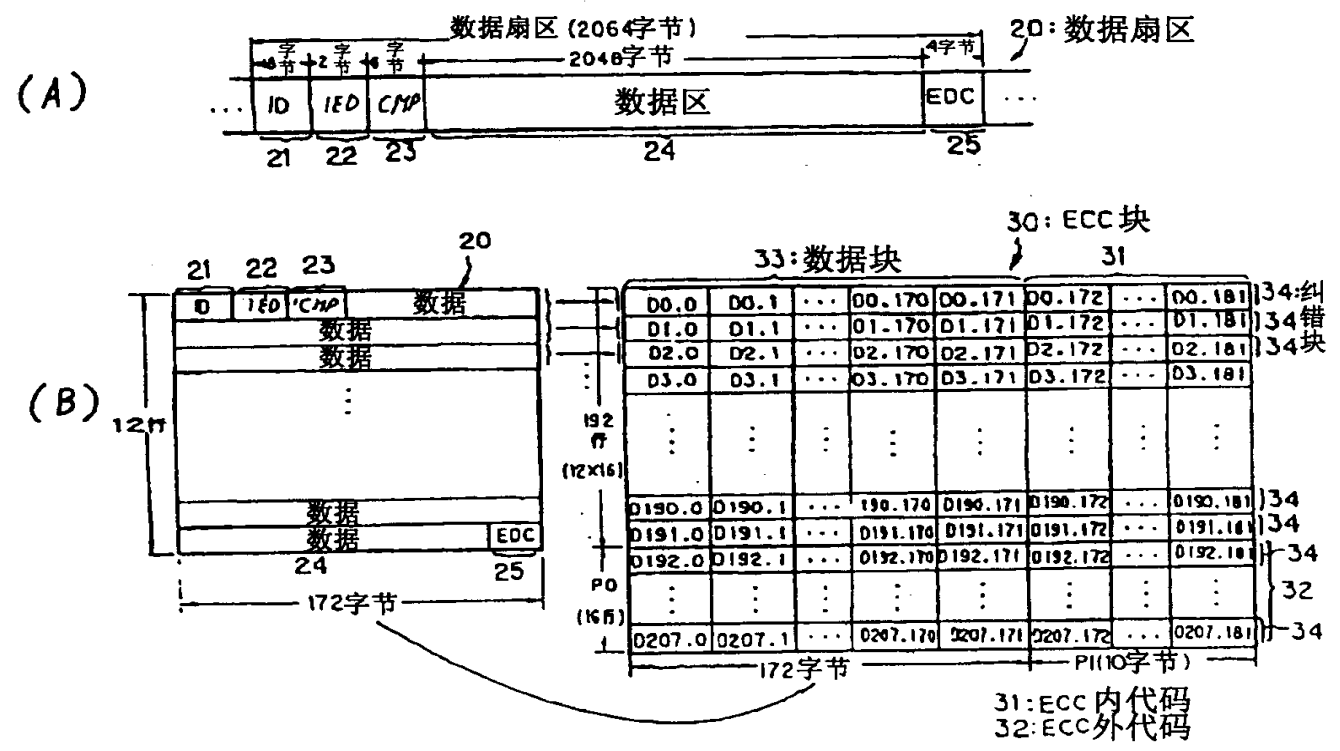 数据扇区(2064字节)
20:数据扇区
字节 2字节 6字节 2048字节 4字节
(A)
... ID IED CMP 数据区 EDC ...
21 22 23 24 25
30:ECC块
20
21 22 23 33:数据块 31
ID IED CMP 数据 D0.0 D0.1 ... D0.170 D0.171 D0.172 ... D0.181 34:纠错块
数据 D1.0 D1.1 ... D1.170 D1.171 D1.172 ... D1.181 34
数据 D2.0 D2.1 ... D2.170 D2.171 D2.172 ... D2.181 34
D3.0 D3.1 ... D3.170 D3.171 D3.172 ... D3.181
(B)
12行
192行
(12×16)
数据 D190.0 D190.1 ... 190.170 D190.171 D190.172 ... D190.181 34
数据 EDC D191.0 D191.1 ... D191.170 D191.171 D191.172 ... D191.181 34
24 25 D192.0 D192.1 ... D192.170 D192.171 D192.172 ... D192.181 34
PO
(16行)
32
D207.0 D207.1 ... D207.170 D207.171 D207.172 ... D207.181 34
172字节
172字节 PI(10字节)
31:ECC内代码
32:ECC外代码